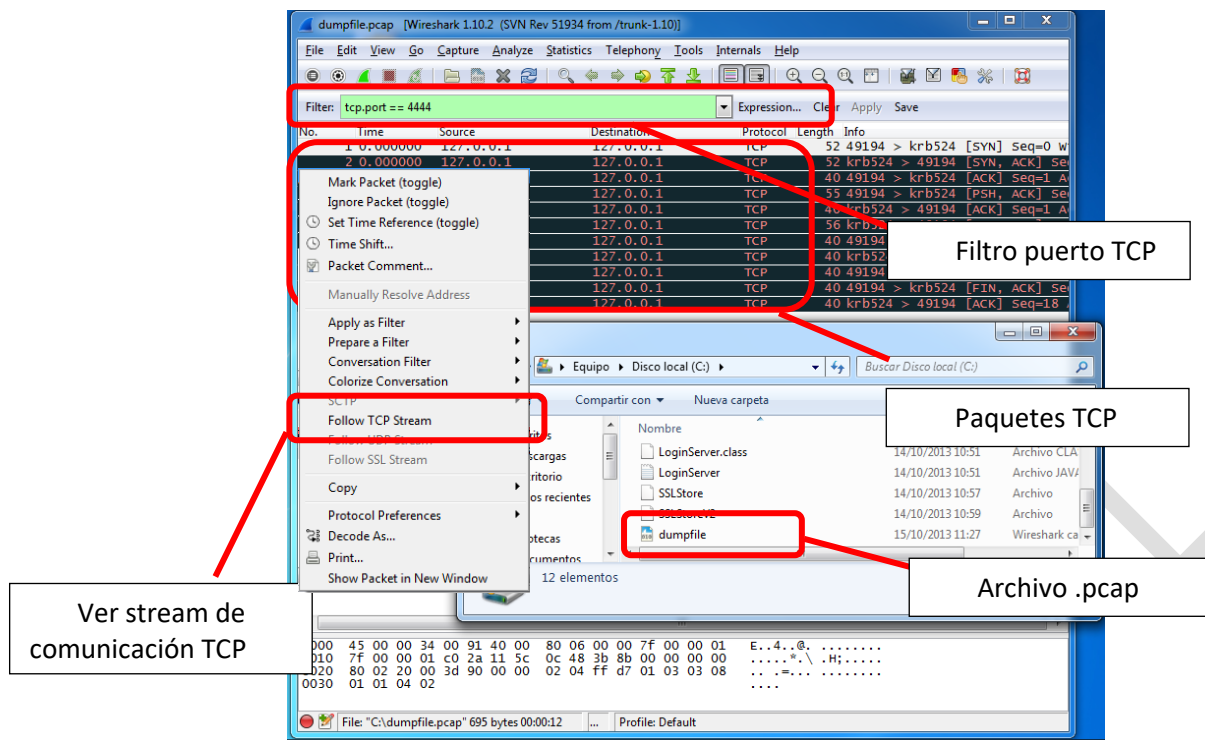 dumpfile.pcap [Wireshark 1.10.2 (SVN Rev 51934 from /trunk-1.10)]
File Edit View Go Capture Analyze Statistics Telephony Tools Internals Help
Filter: tcp.port == 4444 Expression... Clear Apply Save
No. Time Source Destination Protocol Length Info
1 0.000000 127.0.0.1 127.0.0.1 TCP 52 49194 > krb524 [SYN] Seq=0
2 0.000000 127.0.0.1 127.0.0.1 TCP 52 krb524 > 49194 [SYN, ACK]
127.0.0.1 TCP 40 49194 > krb524 [ACK] Seq=1
127.0.0.1 TCP 55 49194 > krb524 [PSH, ACK]
127.0.0.1 TCP 40 krb524 > 49194 [ACK] Seq=1
127.0.0.1 TCP 56
127.0.0.1 TCP 40 49194
127.0.0.1 TCP 40
127.0.0.1 TCP 40 49194
127.0.0.1 TCP 40 49194 > krb524 [FIN, ACK]
127.0.0.1 TCP 40 krb524 > 49194 [ACK] Seq=18
Mark Packet (toggle)
Ignore Packet (toggle)
Set Time Reference (toggle)
Time Shift...
Packet Comment...
Manually Resolve Address
Apply as Filter
Prepare a Filter
Conversation Filter
Colorize Conversation
SCTP
Follow TCP Stream
Follow UDP Stream
Follow SSL Stream
Copy
Protocol Preferences
Decode As...
Print...
Show Packet in New Window
Filtro puerto TCP
Equipo Disco local (C:) Buscar Disco local (C:)
Compartir con Nueva carpeta
Nombre
LoginServer.class 14/10/2013 10:51 Archivo CLA
LoginServer 14/10/2013 10:51 Archivo JAVA
SSLStore 14/10/2013 10:57 Archivo
SSLStoreV2 14/10/2013 10:59 Archivo
dumpfile 15/10/2013 11:27 Wireshark ca
os recientes
12 elementos
Paquetes TCP
Archivo .pcap
Ver stream de
comunicación TCP
0000 45 00 00 34 00 91 40 00 80 06 00 00 7f 00 00 01 E..4..@. ........
0010 7f 00 00 01 c0 2a 11 5c 0c 48 3b 8b 00 00 00 00 .....*.\ .H;.....
0020 80 02 20 00 3d 90 00 00 02 04 ff d7 01 03 03 08 .. .=... ........
0030 01 01 04 02 ....
File: "C:\dumpfile.pcap" 695 bytes 00:00:12 ... Profile: Default